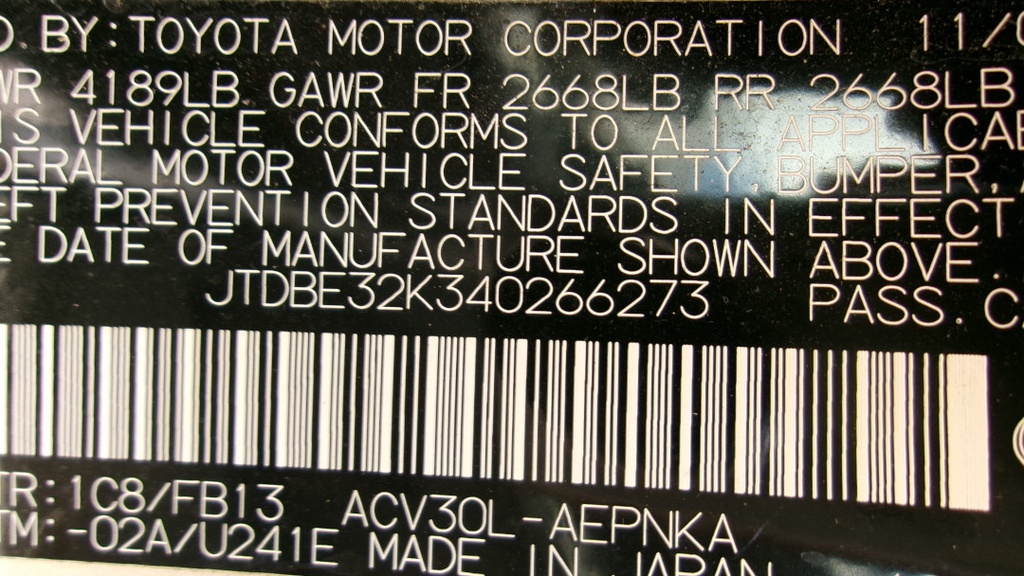 D. BY: TOYOTA MOTOR CORPORATION 11/0
WR 4189LB GAWR FR 2668LB RR 2668LB
IS VEHICLE CONFORMS TO ALL APPLICAB
DERAL MOTOR VEHICLE SAFETY, BUMPER, A
EFT PREVENTION STANDARDS IN EFFECT
E DATE OF MANUFACTURE SHOWN ABOVE.
JTDBE32K340266273 PASS. CA
TR: 1C8/FB13 ACV30L-AEPNKA
TM: -02A/U241E MADE IN JAPAN